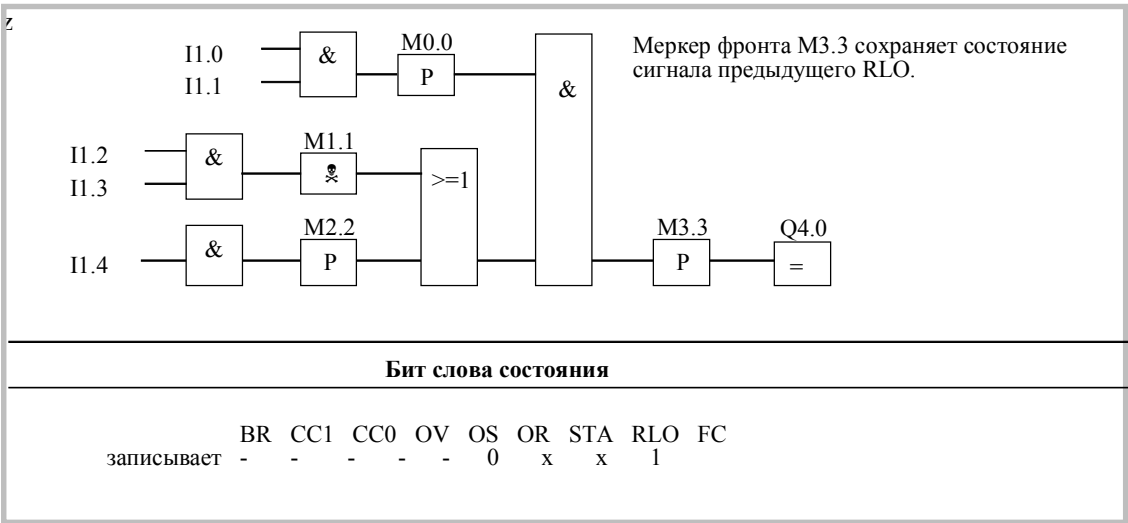 z
I1.0
I1.1
&
M0.0
P
&
Меркер фронта М3.3 сохраняет состояние
сигнала предыдущего RLO.
I1.2
I1.3
&
M1.1
☠
>=1
I1.4
&
M2.2
P
M3.3
P
Q4.0
=
Бит слова состояния
BR CC1 CC0 OV OS OR STA RLO FC
записывает - - - - - 0 x x 1